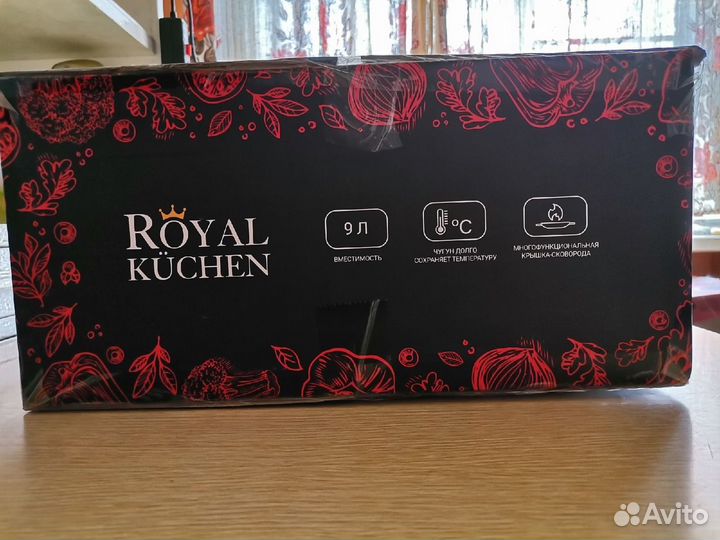 ROYAL
KÜCHEN
9 Л
ВМЕСТИМОСТЬ
°C
ЧУГУН ДОЛГО
СОХРАНЯЕТ ТЕМПЕРАТУРУ
МНОГОФУНКЦИОНАЛЬНАЯ
КРЫШКА-СКОВОРОДА
Avito